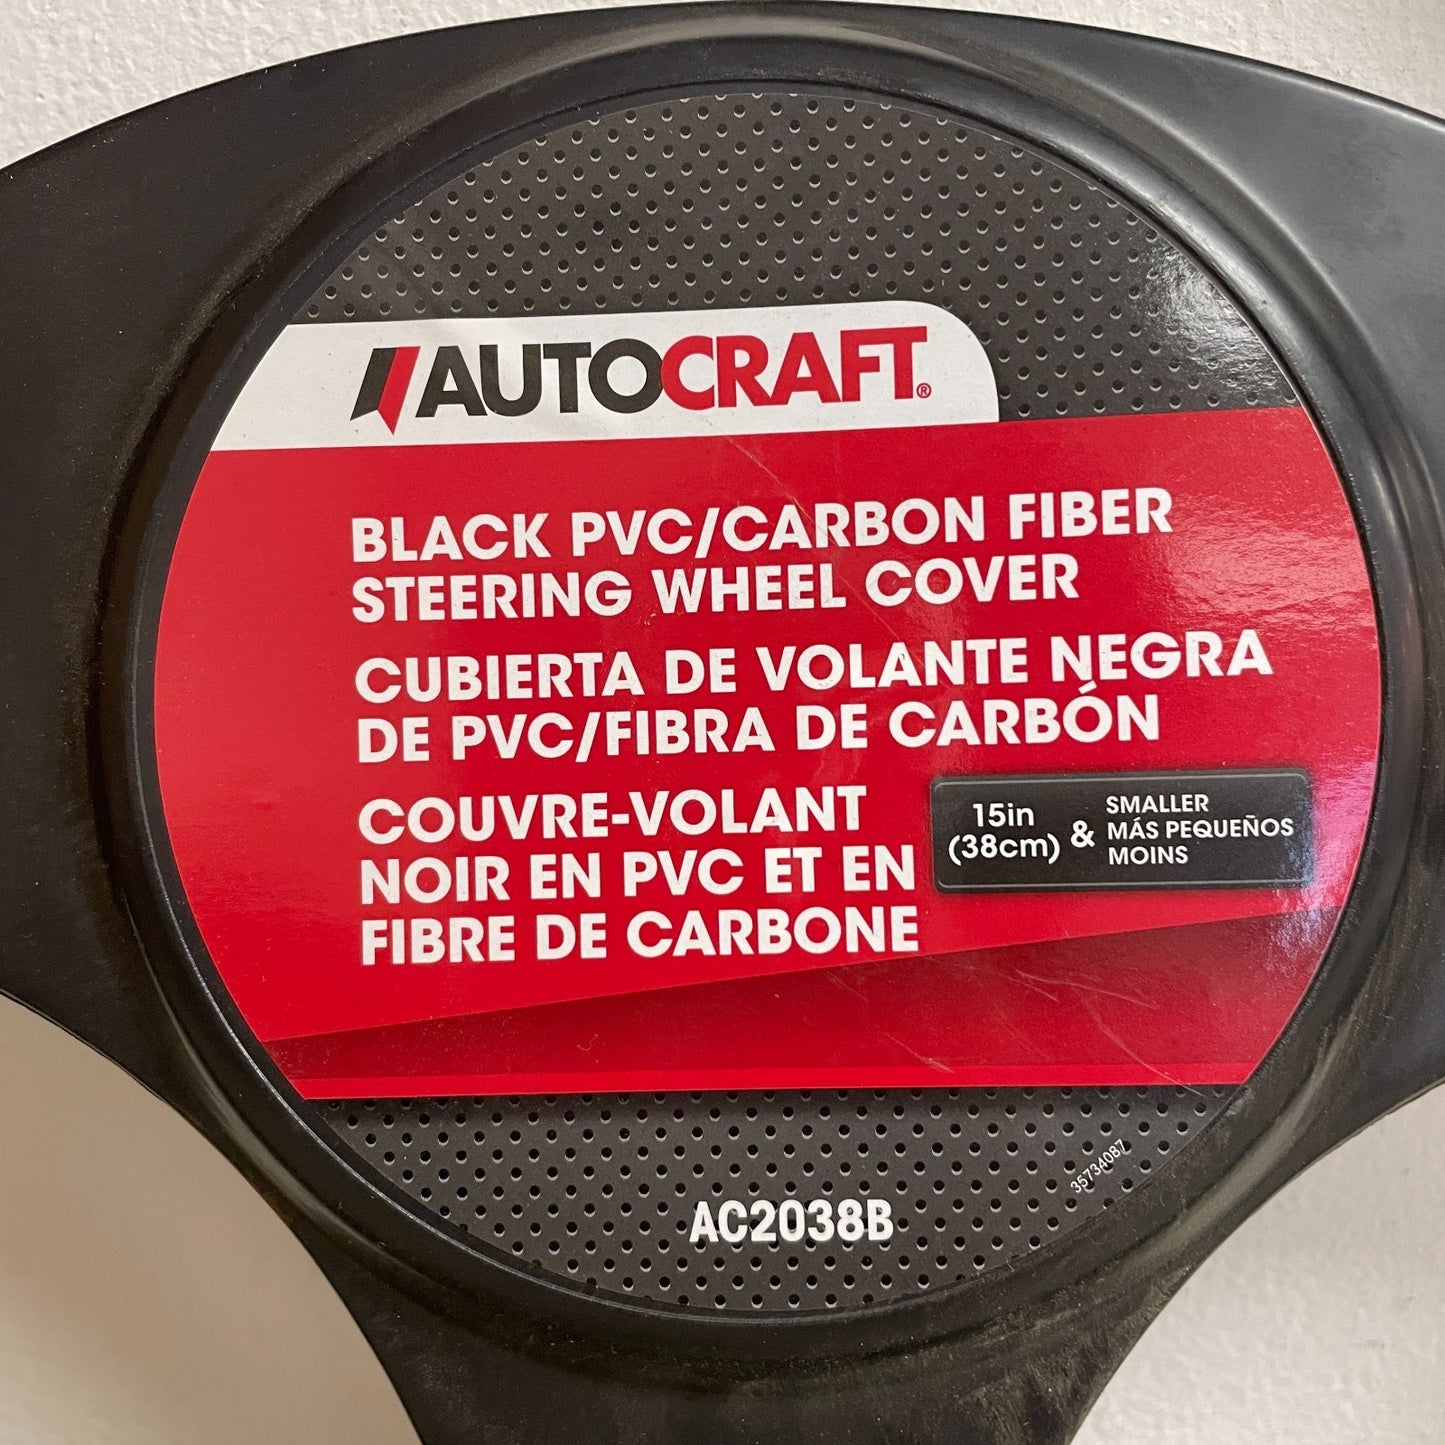 AUTOCRAFT®
BLACK PVC/CARBON FIBER
STEERING WHEEL COVER
CUBIERTA DE VOLANTE NEGRA
DE PVC/FIBRA DE CARBÓN
COUVRE-VOLANT
NOIR EN PVC ET EN
FIBRE DE CARBONE
15in
(38cm) &
SMALLER
MÁS PEQUEÑOS
MOINS
35734087
AC2038B